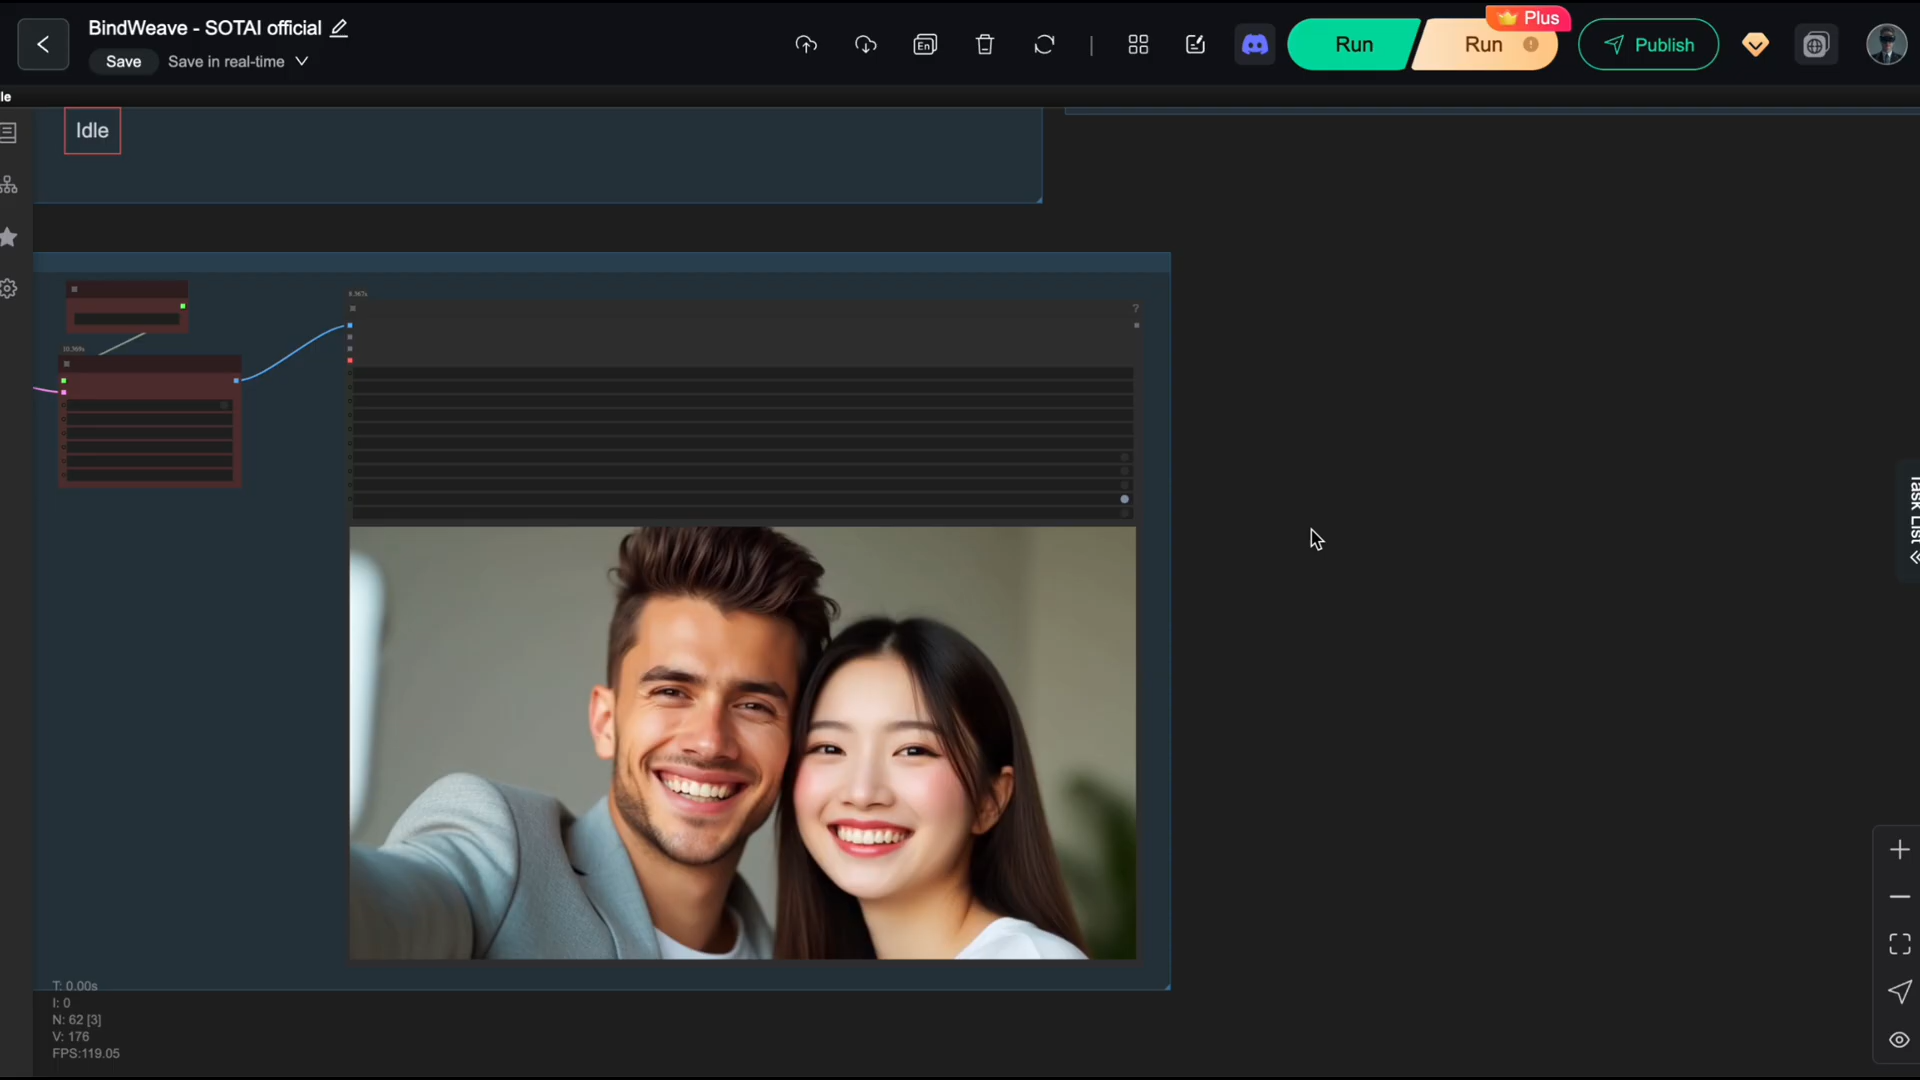 BindWeave - SOTAI official
Save
Save in real-time
En
Run
Run
Plus
Publish
le
Idle
?
Task List
T: 0.00s
I: 0
N: 62 [3]
V: 176
FPS:119.05